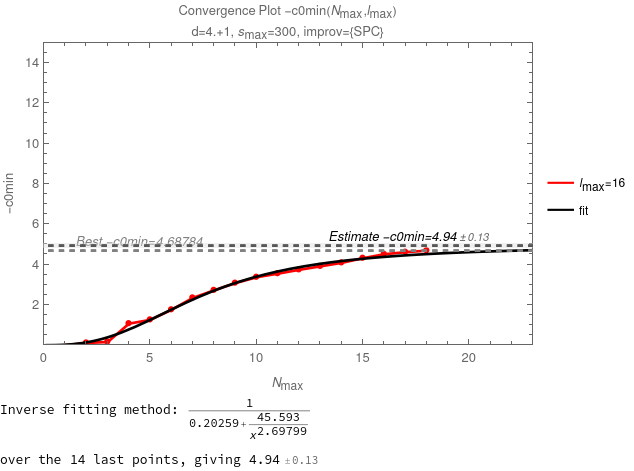 Convergence Plot −c0min(Nmax,lmax)
d=4.+1, smax=300, improv={SPC}
−c0min
14
12
10
8
6
4
2
0 5 10 15 20
Nmax
Best −c0min=4.68784
Estimate −c0min=4.94 ±0.13
lmax=16
fit
Inverse fitting method: 1/(0.20259+45.593/x^2.69799)
over the 14 last points, giving 4.94 ±0.13